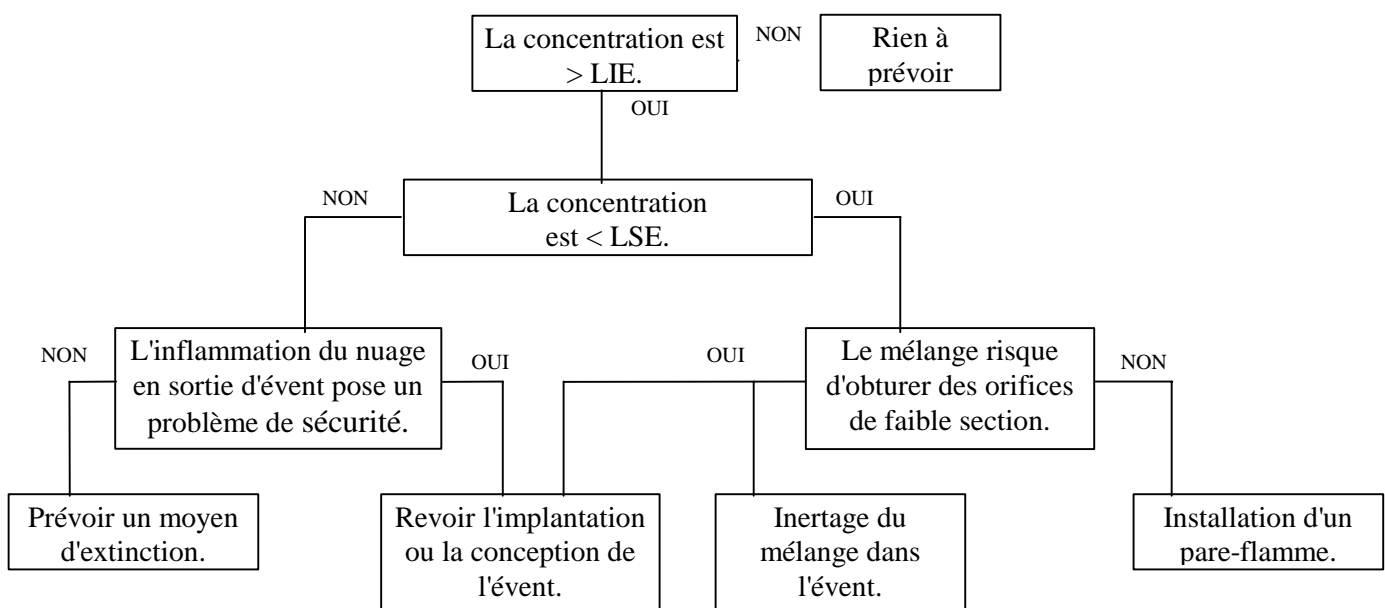 La concentration est
> LIE.
NON
Rien à
prévoir
OUI
NON
La concentration
est < LSE.
OUI
NON
L'inflammation du nuage
en sortie d'évent pose un
problème de sécurité.
OUI
OUI
Le mélange risque
d'obturer des orifices
de faible section.
NON
Prévoir un moyen
d'extinction.
Revoir l'implantation
ou la conception de
l'évent.
Inertage du
mélange dans
l'évent.
Installation d'un
pare-flamme.